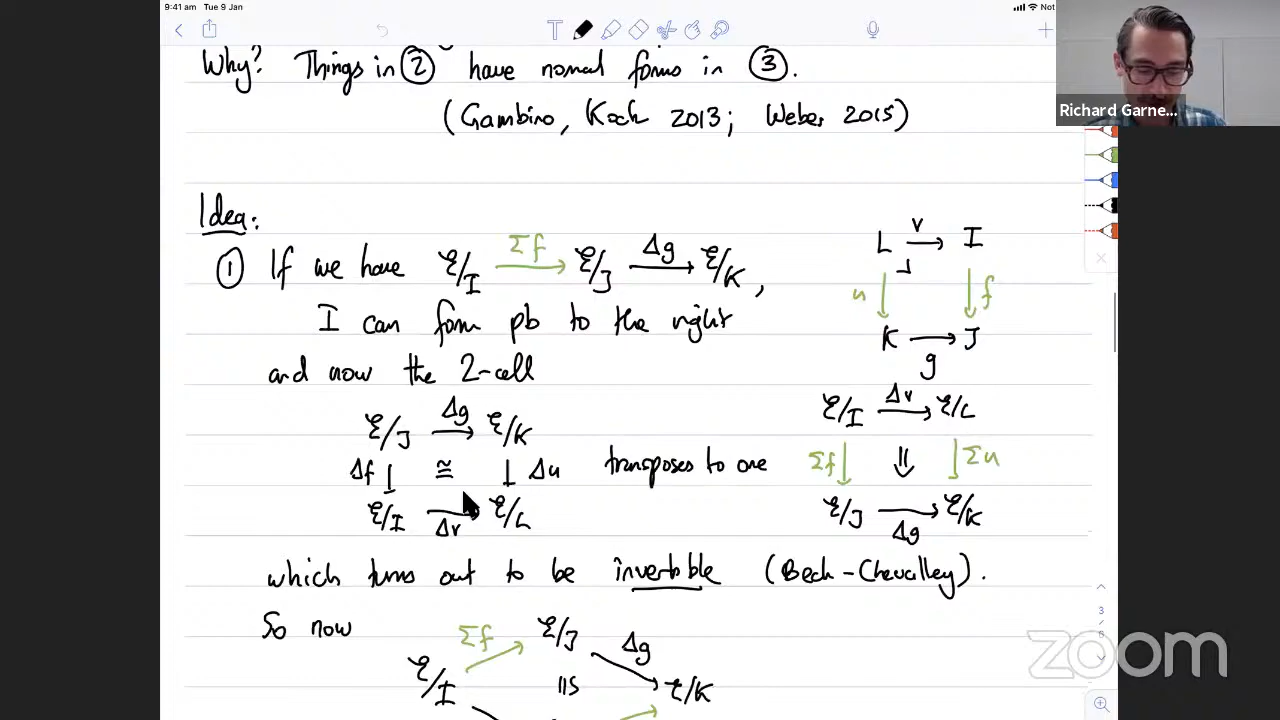 9:41 am Tue 9 Jan
Not
Why? Things in ② have normal forms in ③.
(Gambino, Kock 2013; Weber 2015)
Richard Garne...
Idea:
① If we have ℰ/I Σf ℰ/J Δg ℰ/K,
L v I
u f
K g J
I can form pb to the right
and now the 2-cell
ℰ/J Δg ℰ/K
Δf ≅ Δu
ℰ/I Δv ℰ/L
transposes to one
ℰ/I Δv ℰ/L
Σf ⇓ Σu
ℰ/J Δg ℰ/K
which turns out to be invertible (Beck-Chevalley).
So now
Σf ℰ/J Δg
ℰ/I ≅ ℰ/K
3
zoom